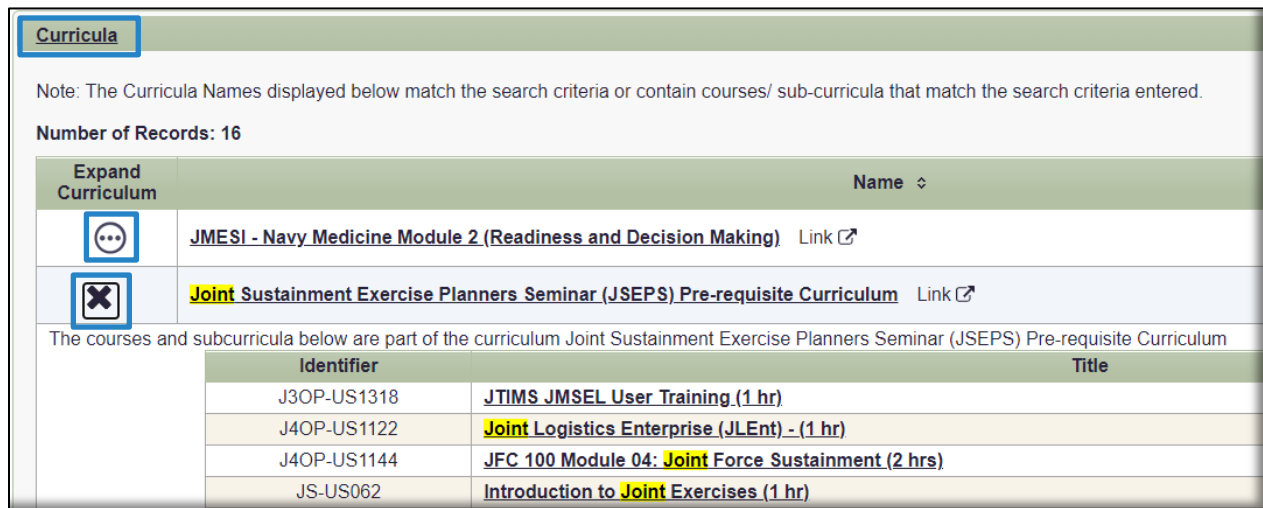 Curricula
Note: The Curricula Names displayed below match the search criteria or contain courses/ sub-curricula that match the search criteria entered.
Number of Records: 16
Expand Curriculum Name
JMESI - Navy Medicine Module 2 (Readiness and Decision Making) Link
Joint Sustainment Exercise Planners Seminar (JSEPS) Pre-requisite Curriculum Link
The courses and subcurricula below are part of the curriculum Joint Sustainment Exercise Planners Seminar (JSEPS) Pre-requisite Curriculum
Identifier Title
J3OP-US1318 JTIMS JMSEL User Training (1 hr)
J4OP-US1122 Joint Logistics Enterprise (JLEnt) - (1 hr)
J4OP-US1144 JFC 100 Module 04: Joint Force Sustainment (2 hrs)
JS-US062 Introduction to Joint Exercises (1 hr)